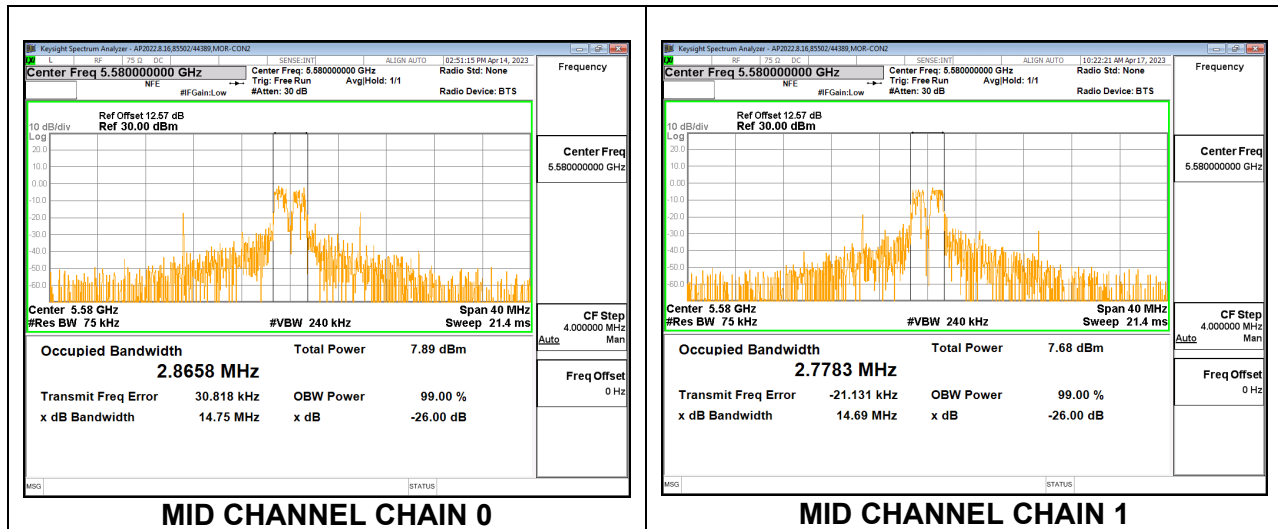 Keysight Spectrum Analyzer - AP2022.8.16,85502/44389,MOR-CON2
LXI L RF 75 Ω DC SENSE:INT ALIGN AUTO 02:51:15 PM Apr 14, 2023
Center Freq 5.580000000 GHz Center Freq: 5.580000000 GHz Radio Std: None Frequency
NFE Trig: Free Run Avg|Hold: 1/1
#IFGain:Low #Atten: 30 dB Radio Device: BTS
Ref Offset 12.57 dB
10 dB/div Ref 30.00 dBm
Log
20.0
10.0
0.00
-10.0
-20.0
-30.0
-40.0
-50.0
-60.0
Center Freq
5.580000000 GHz
Center 5.58 GHz Span 40 MHz
#Res BW 75 kHz #VBW 240 kHz Sweep 21.4 ms
CF Step
4.000000 MHz
Auto Man
Occupied Bandwidth Total Power 7.89 dBm
2.8658 MHz
Transmit Freq Error 30.818 kHz OBW Power 99.00 %
x dB Bandwidth 14.75 MHz x dB -26.00 dB
Freq Offset
0 Hz
MSG STATUS
MID CHANNEL CHAIN 0
Keysight Spectrum Analyzer - AP2022.8.16,85502/44389,MOR-CON2
RF 75 Ω DC SENSE:INT ALIGN AUTO 10:22:21 AM Apr 17, 2023
Center Freq 5.580000000 GHz Center Freq: 5.580000000 GHz Radio Std: None Frequency
NFE Trig: Free Run Avg|Hold: 1/1
#IFGain:Low #Atten: 30 dB Radio Device: BTS
Ref Offset 12.57 dB
10 dB/div Ref 30.00 dBm
Log
20.0
10.0
0.00
-10.0
-20.0
-30.0
-40.0
-50.0
-60.0
Center Freq
5.580000000 GHz
Center 5.58 GHz Span 40 MHz
#Res BW 75 kHz #VBW 240 kHz Sweep 21.4 ms
CF Step
4.000000 MHz
Auto Man
Occupied Bandwidth Total Power 7.68 dBm
2.7783 MHz
Transmit Freq Error -21.131 kHz OBW Power 99.00 %
x dB Bandwidth 14.69 MHz x dB -26.00 dB
Freq Offset
0 Hz
MSG STATUS
MID CHANNEL CHAIN 1